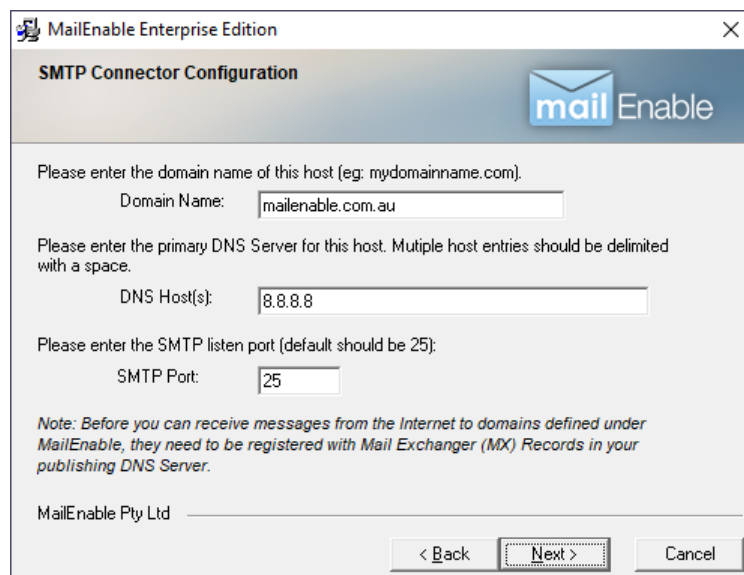 MailEnable Enterprise Edition
SMTP Connector Configuration
mail Enable
Please enter the domain name of this host (eg: mydomainname.com).
Domain Name: mailenable.com.au
Please enter the primary DNS Server for this host. Mutiple host entries should be delimited
with a space.
DNS Host(s): 8.8.8.8
Please enter the SMTP listen port (default should be 25):
SMTP Port: 25
Note: Before you can receive messages from the Internet to domains defined under
MailEnable, they need to be registered with Mail Exchanger (MX) Records in your
publishing DNS Server.
MailEnable Pty Ltd
< Back Next > Cancel